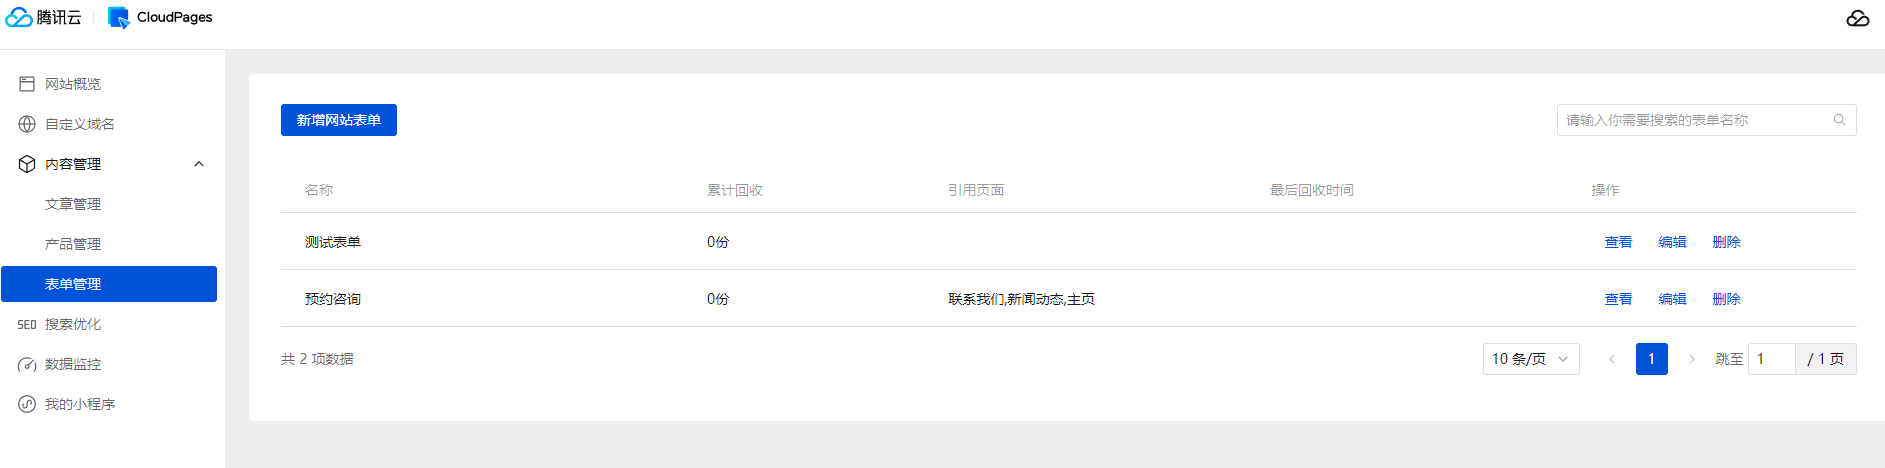 腾讯云 CloudPages
网站概览
自定义域名
内容管理
文章管理
产品管理
表单管理
SEO 搜索优化
数据监控
我的小程序
新增网站表单 请输入你需要搜索的表单名称
名称 累计回收 引用页面 最后回收时间 操作
测试表单 0份 查看 编辑 删除
预约咨询 0份 联系我们,新闻动态,主页 查看 编辑 删除
共 2 项数据 10 条/页 1 跳至 1 / 1 页